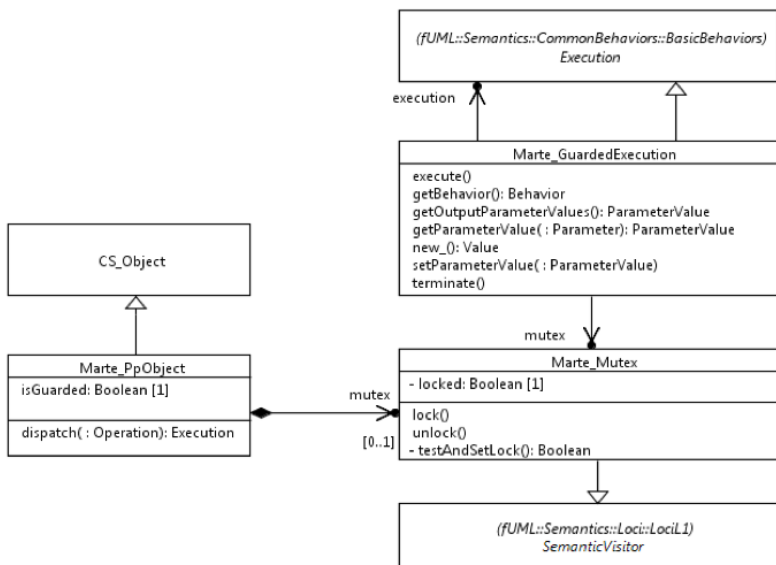 (fUML::Semantics::CommonBehaviors::BasicBehaviors)
Execution
execution
Marte_GuardedExecution
execute()
getBehavior(): Behavior
getOutputParameterValues(): ParameterValue
getParameterValue( : Parameter): ParameterValue
new_(): Value
setParameterValue( : ParameterValue)
terminate()
CS_Object
mutex
Marte_PpObject
isGuarded: Boolean [1]
dispatch( : Operation): Execution
mutex
[0..1]
Marte_Mutex
- locked: Boolean [1]
lock()
unlock()
- testAndSetLock(): Boolean
(fUML::Semantics::Loci::LociL1)
SemanticVisitor